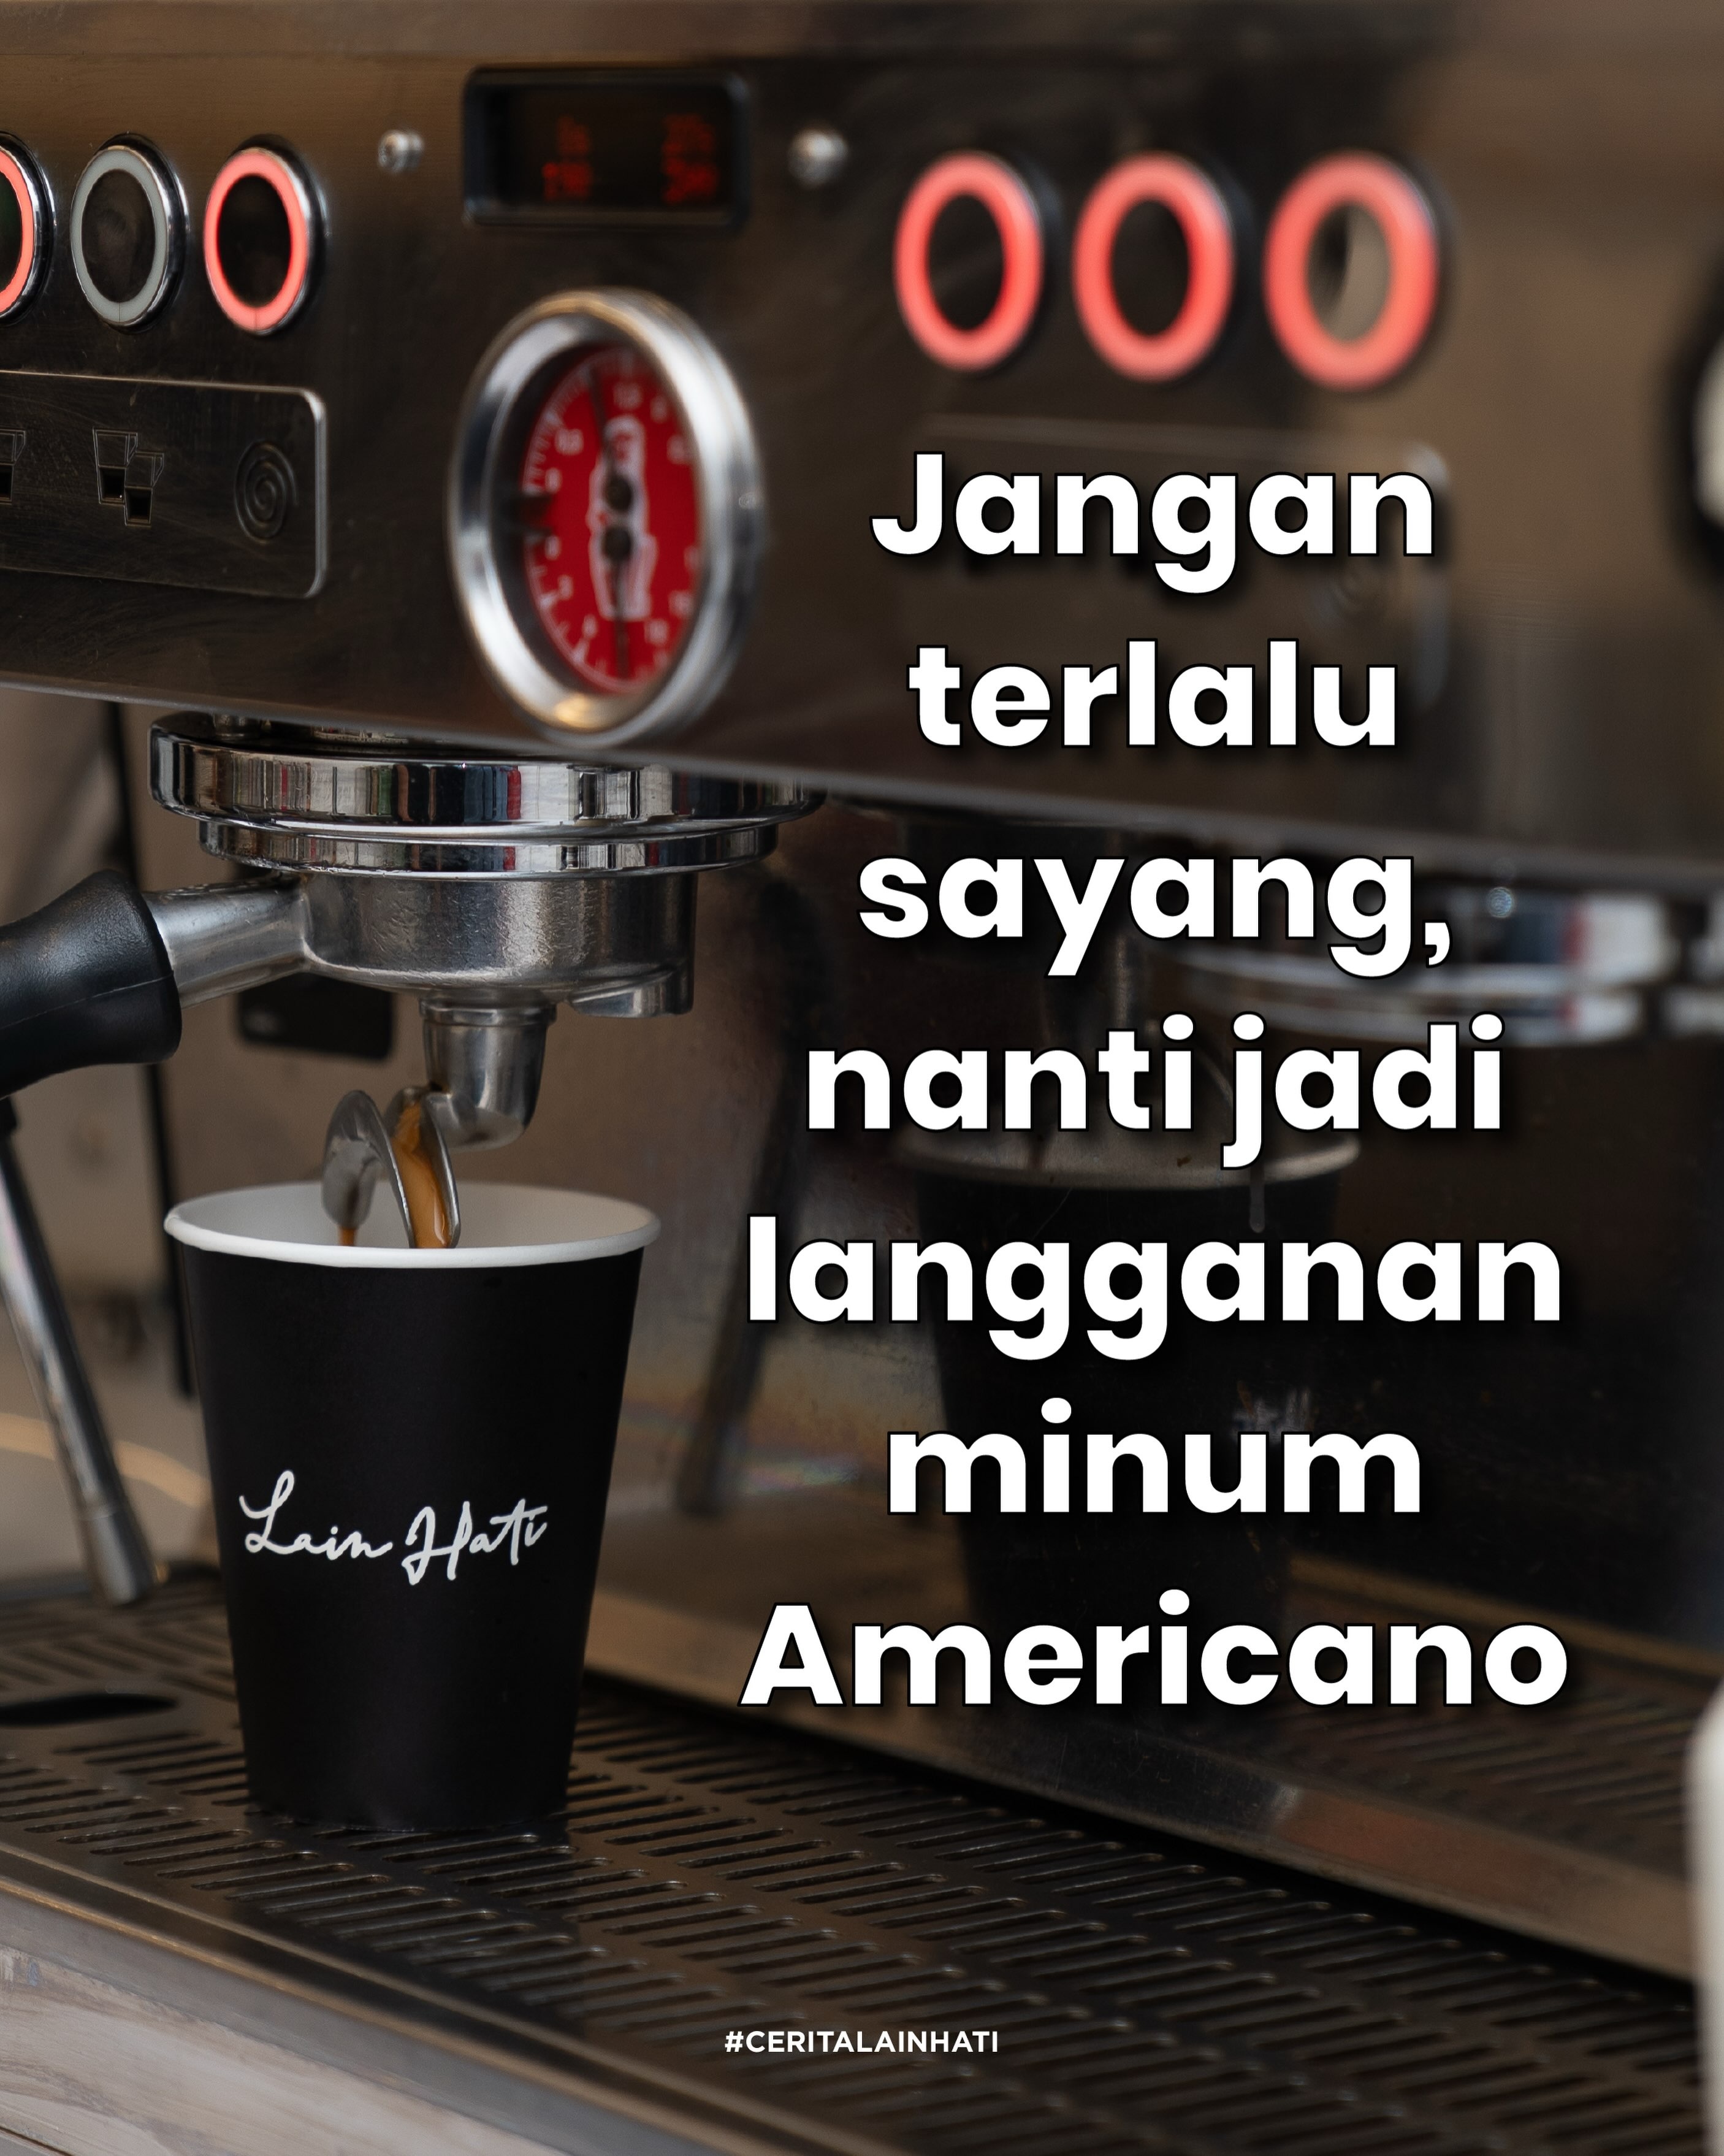 Jangan
terlalu
sayang,
nanti jadi
langganan
minum
Americano
Lain Hati
#CERITALAINHATI